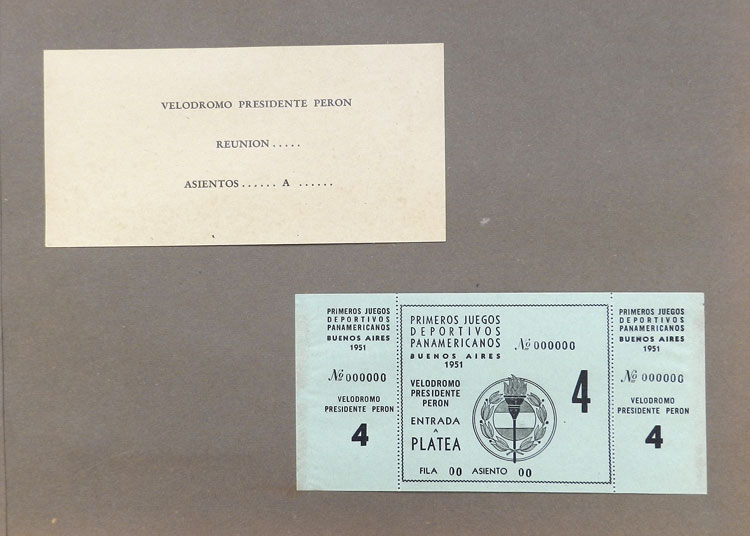 VELODROMO PRESIDENTE PERON
REUNION.....
ASIENTOS...... A ......
PRIMEROS JUEGOS
DEPORTIVOS
PANAMERICANOS
BUENOS AIRES
1951
Nº 000000
VELODROMO
PRESIDENTE PERON
4
PRIMEROS JUEGOS
DEPORTIVOS
PANAMERICANOS
BUENOS AIRES
1951
Nº 000000
VELODROMO
PRESIDENTE
PERON
4
ENTRADA
A
PLATEA
FILA 00 ASIENTO 00
PRIMEROS JUEGOS
DEPORTIVOS
PANAMERICANOS
BUENOS AIRES
1951
Nº 000000
VELODROMO
PRESIDENTE PERON
4